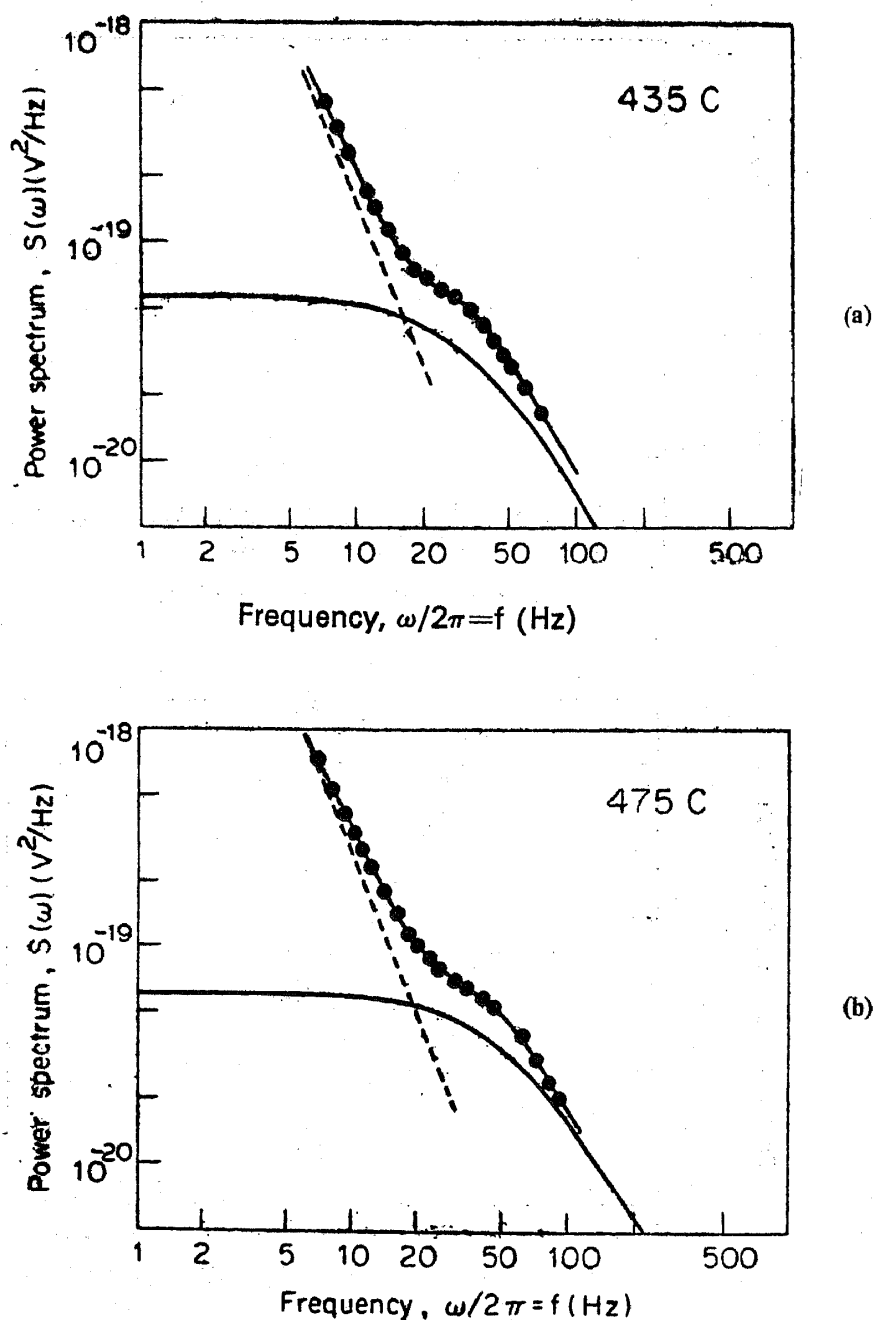 10^-18
435 C
Power spectrum, S(ω)(V²/Hz)
10^-19
(a)
10^-20
1 2 5 10 20 50 100 200 500
Frequency, ω/2π=f (Hz)
10^-18
475 C
Power spectrum, S(ω)(V²/Hz)
10^-19
(b)
10^-20
1 2 5 10 20 50 100 500
Frequency, ω/2π=f(Hz)